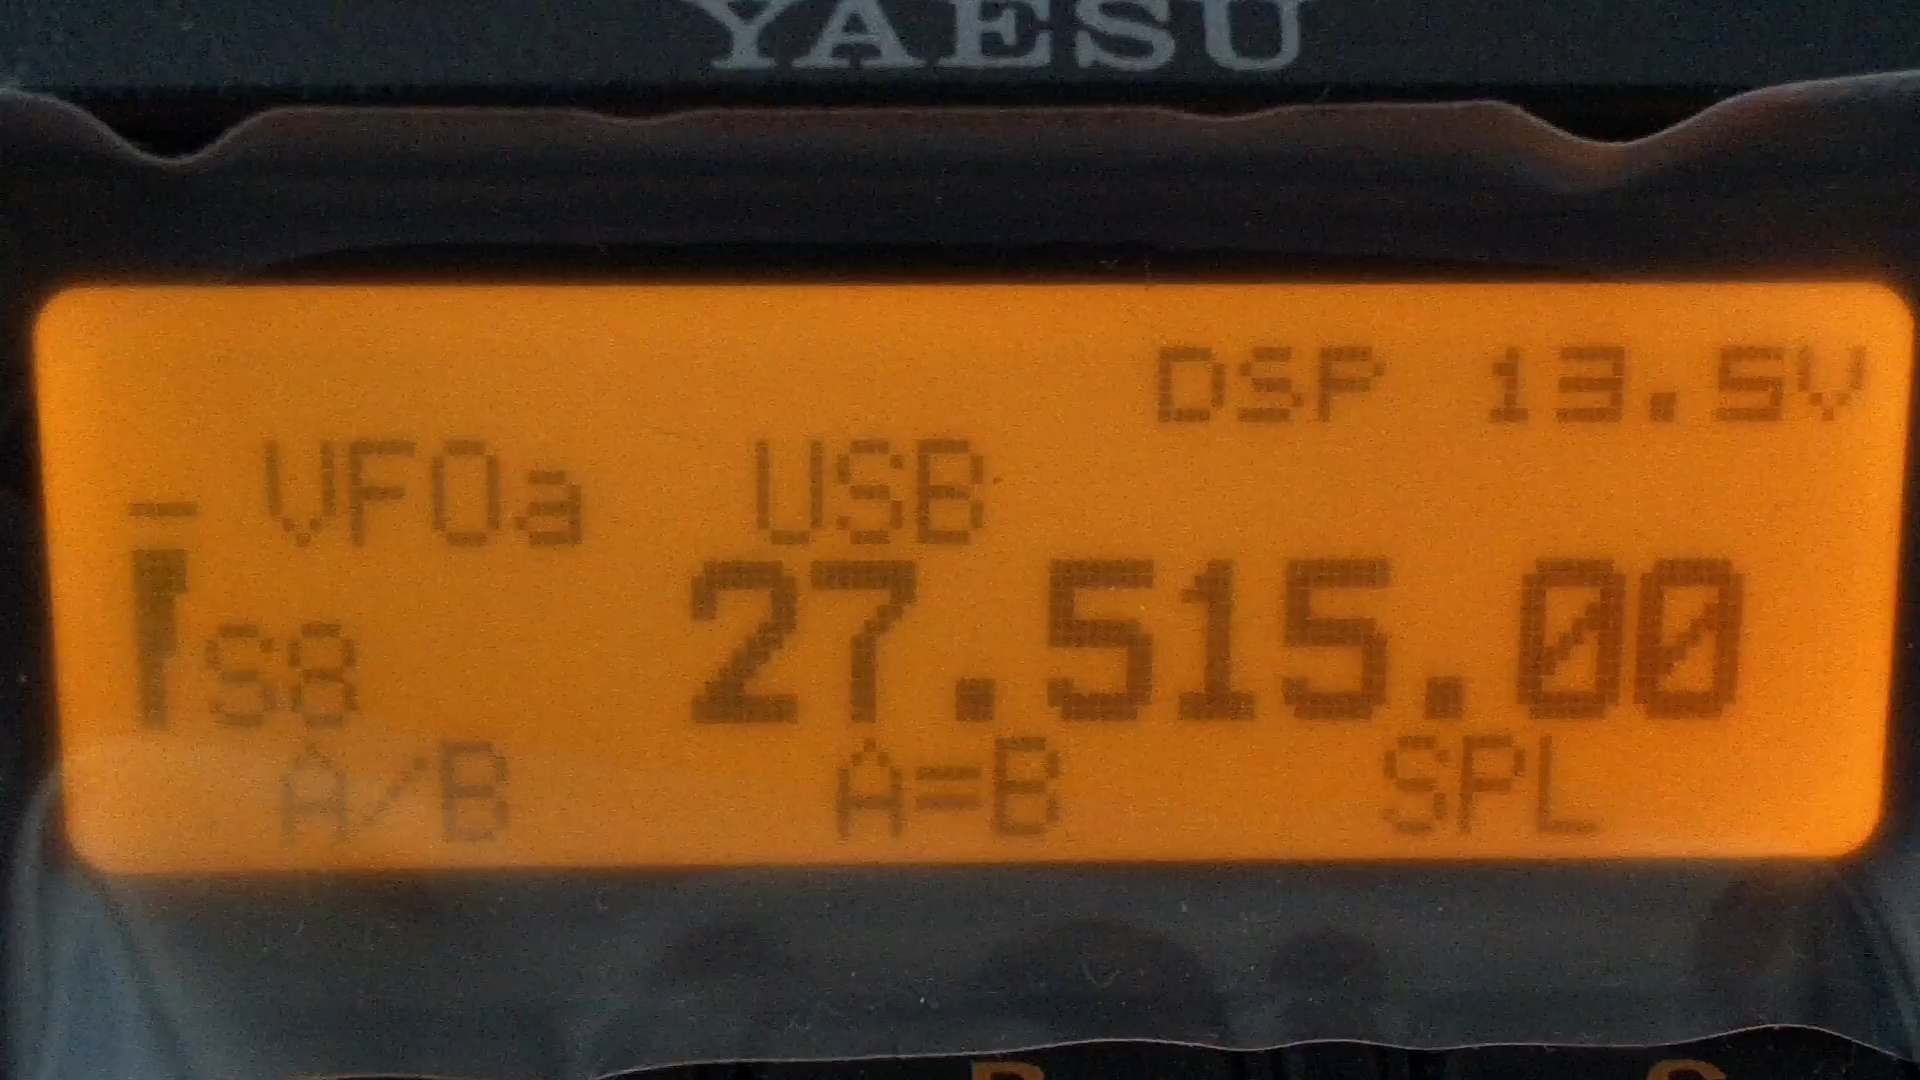 YAESU
DSP 13.5V
VFOa USB
S8 27.515.00
A/B A=B SPL